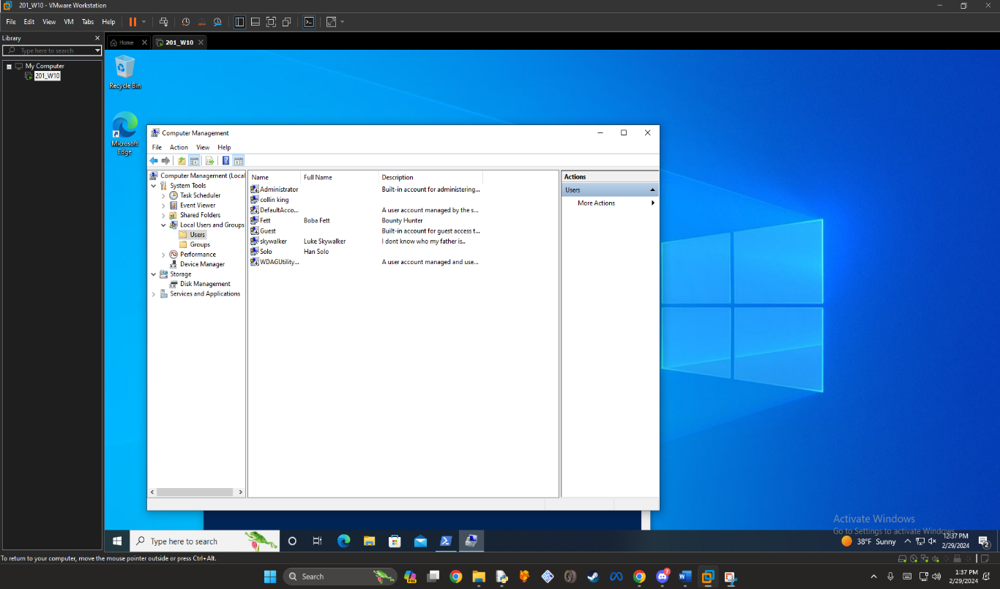 201_W10 - VMware Workstation
File Edit View VM Tabs Help
Library
Type here to search
My Computer
201_W10
Home
201_W10
Recycle Bin
Microsoft
Edge
Computer Management
File Action View Help
Computer Management (Local
System Tools
Task Scheduler
Event Viewer
Shared Folders
Local Users and Groups
Users
Groups
Performance
Device Manager
Storage
Disk Management
Services and Applications
Name Full Name Description
Administrator Built-in account for administering...
collin king
DefaultAcco... A user account managed by the s...
Fett Boba Fett Bounty Hunter
Guest Built-in account for guest access t...
skywalker Luke Skywalker I dont know who my father is..
Solo Han Solo
WDAGUtility... A user account managed and use...
Actions
Users
More Actions
Activate Windows
Go to Settings to activate Windows.
Type here to search
38°F Sunny
12:37 PM
2/29/2024
2
To return to your computer, move the mouse pointer outside or press Ctrl+Alt.
Search
PRE
7
1:37 PM
2/29/2024